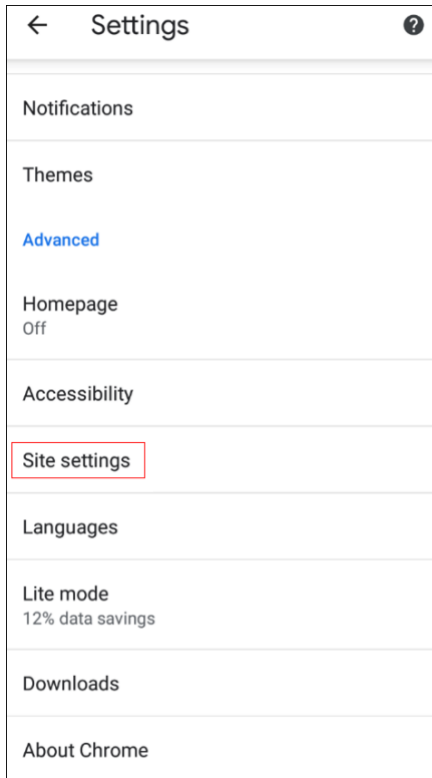 Settings
Notifications
Themes
Advanced
Homepage
Off
Accessibility
Site settings
Languages
Lite mode
12% data savings
Downloads
About Chrome